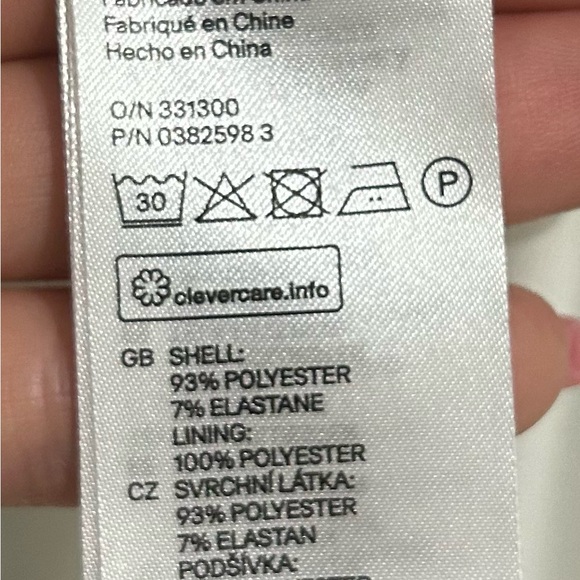 Fabriqué en Chine
Hecho en China
O/N 331300
P/N 0382598 3
30
P
clevercare.info
GB SHELL:
93% POLYESTER
7% ELASTANE
LINING:
100% POLYESTER
CZ SVRCHNÍ LÁTKA:
93% POLYESTER
7% ELASTAN
PODŠÍVKA: